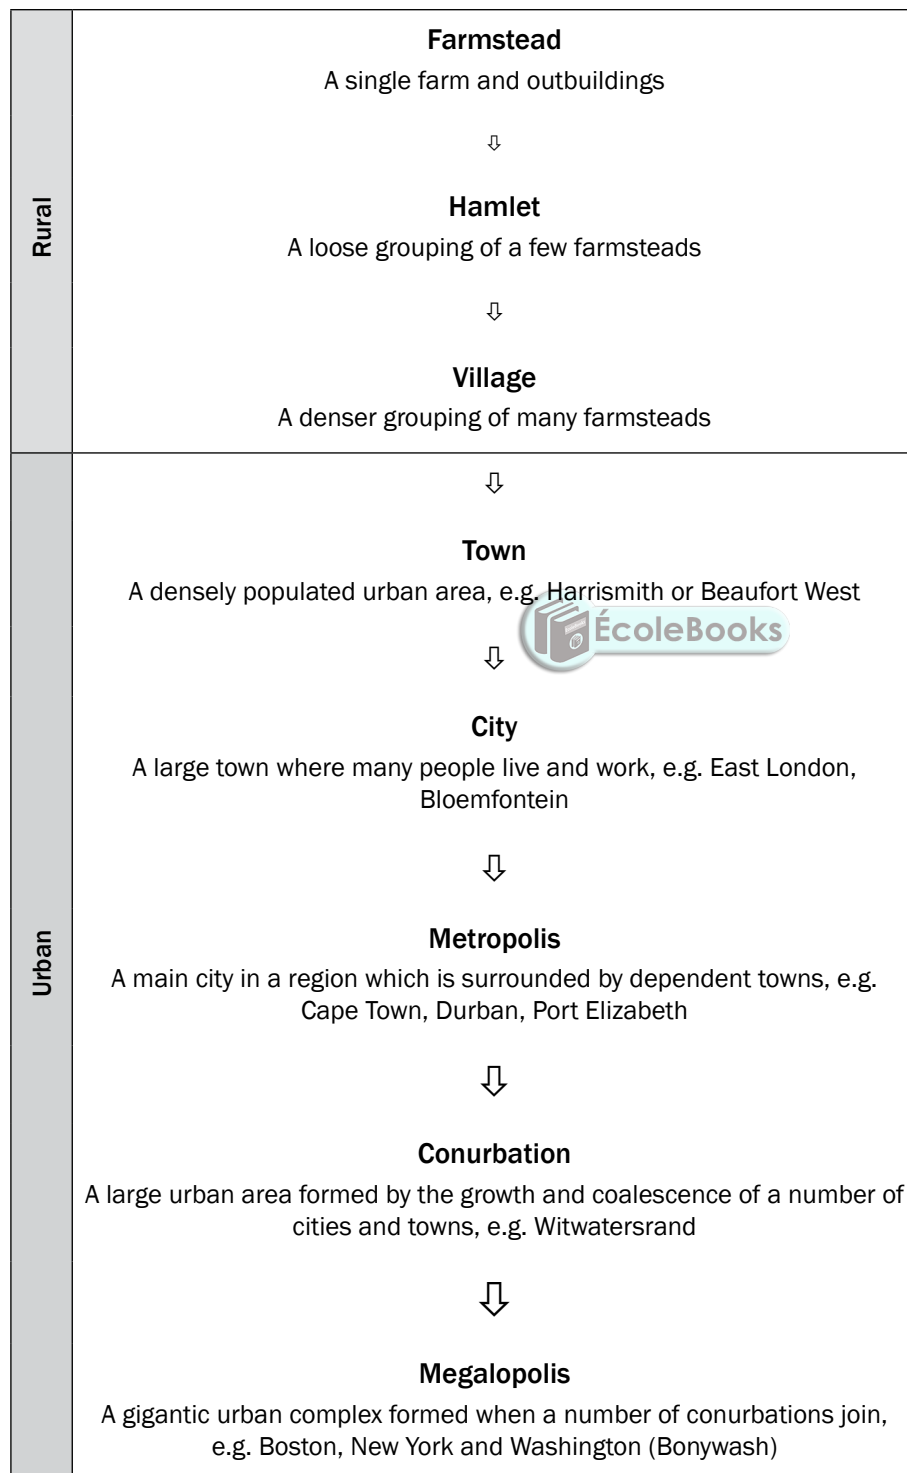 Rural
Farmstead
A single farm and outbuildings
⇩
Hamlet
A loose grouping of a few farmsteads
⇩
Village
A denser grouping of many farmsteads
Urban
⇩
Town
A densely populated urban area, e.g. Harrismith or Beaufort West
ÉcoleBooks
⇩
City
A large town where many people live and work, e.g. East London,
Bloemfontein
⇩
Metropolis
A main city in a region which is surrounded by dependent towns, e.g.
Cape Town, Durban, Port Elizabeth
⇩
Conurbation
A large urban area formed by the growth and coalescence of a number of
cities and towns, e.g. Witwatersrand
⇩
Megalopolis
A gigantic urban complex formed when a number of conurbations join,
e.g. Boston, New York and Washington (Bonywash)